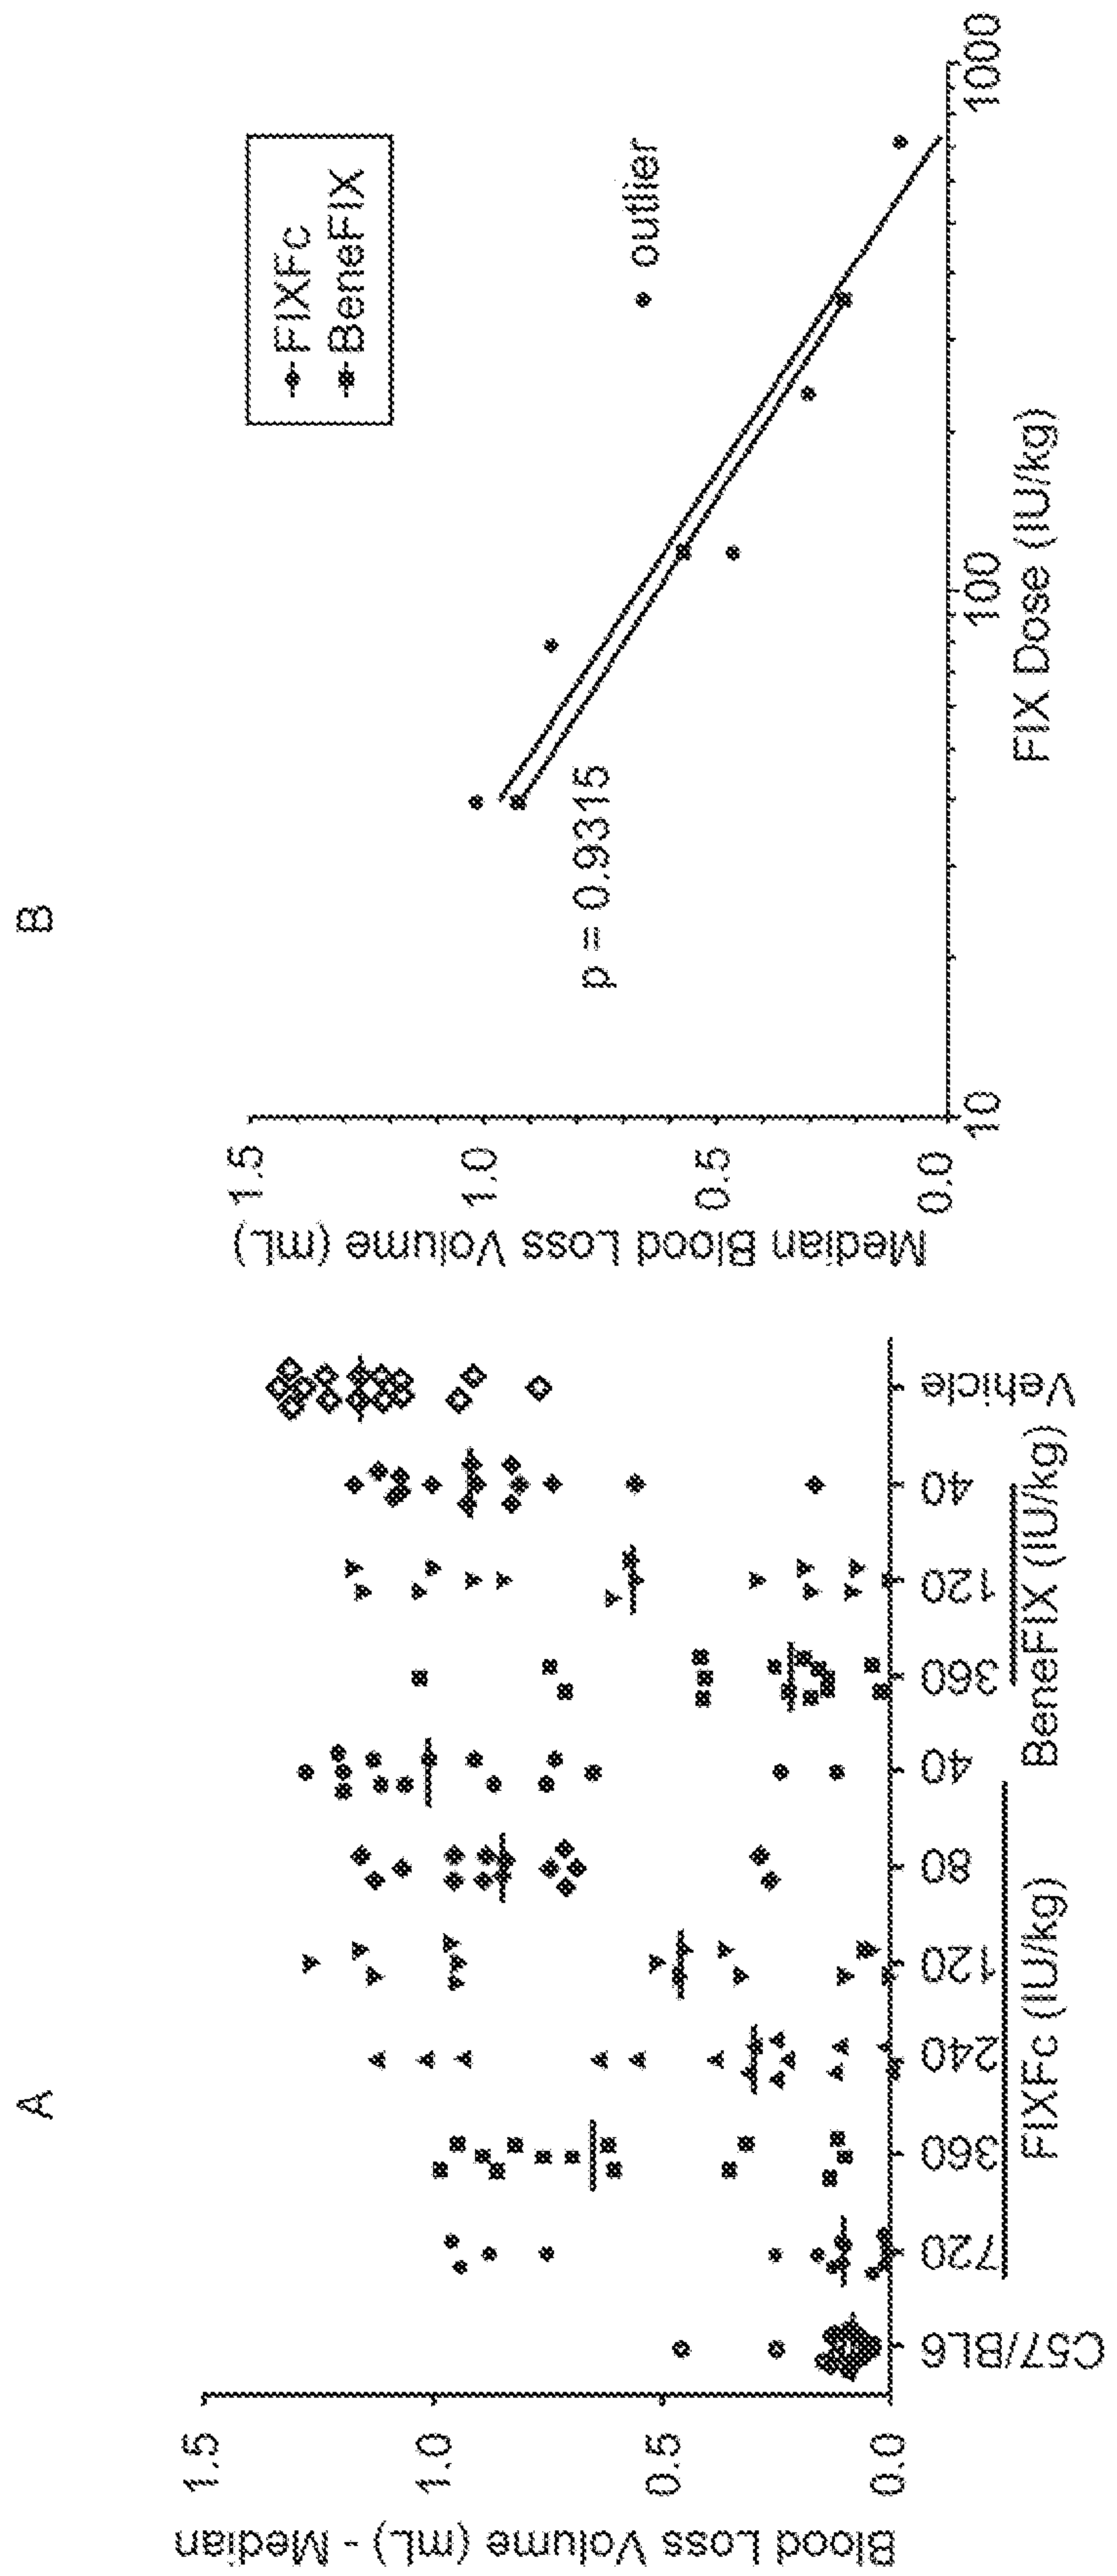 A
Blood Loss Volume (mL) - Median
1.5
1.0
0.5
0.0
C57/BL6
720
360
240
120
80
40
360
120
40
Vehicle
FIXFc (IU/kg)
BeneFIX (IU/kg)
B
Median Blood Loss Volume (mL)
1.5
1.0
0.5
0.0
FIXFc
BeneFIX
outlier
p = 0.9315
10
100
1000
FIX Dose (IU/kg)